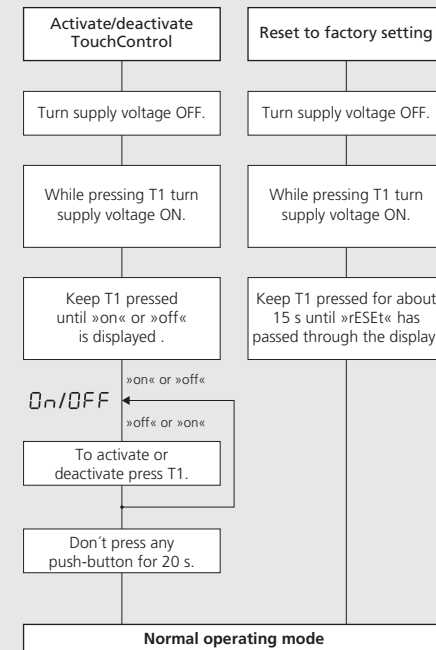 Activate/deactivate
TouchControl
Turn supply voltage OFF.
While pressing T1 turn
supply voltage ON.
Keep T1 pressed
until »on« or »off«
is displayed .
On/OFF
»on« or »off«
»off« or »on«
To activate or
deactivate press T1.
Don´t press any
push-button for 20 s.
Reset to factory setting
Turn supply voltage OFF.
While pressing T1 turn
supply voltage ON.
Keep T1 pressed for about
15 s until »rESEt« has
passed through the display
Normal operating mode